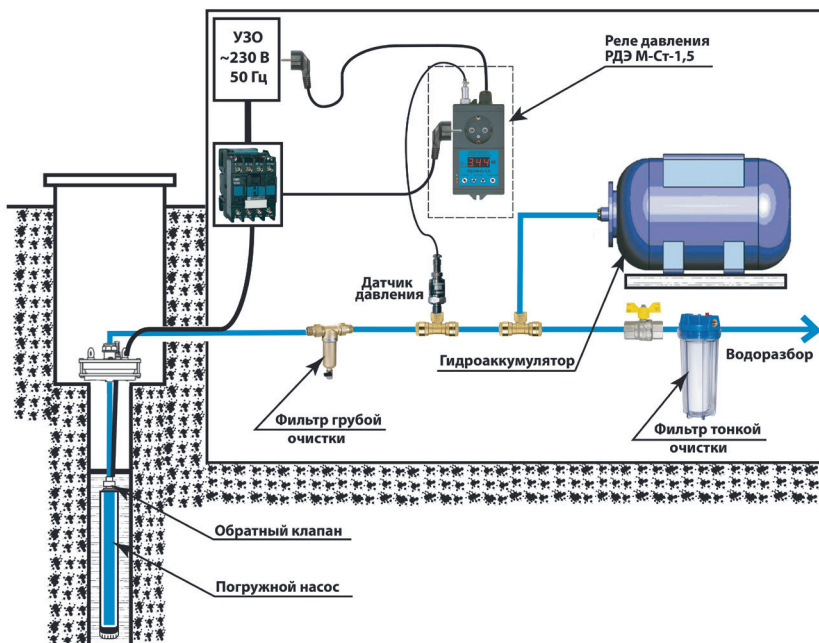 УЗО
~230 В
50 Гц
Реле давления
РДЭ М-Ст-1,5
344
Датчик
давления
Гидроаккумулятор
Водоразбор
Фильтр грубой
очистки
Фильтр тонкой
очистки
Обратный клапан
Погружной насос